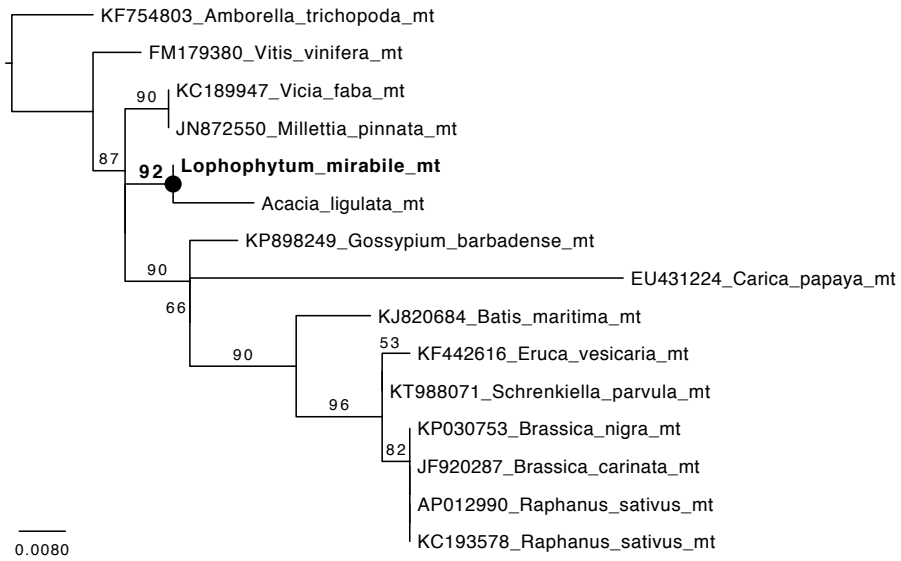 KF754803_Amborella_trichopoda_mt
FM179380_Vitis_vinifera_mt
90
KC189947_Vicia_faba_mt
JN872550_Millettia_pinnata_mt
87
92
Lophophytum_mirabile_mt
Acacia_ligulata_mt
KP898249_Gossypium_barbadense_mt
90
EU431224_Carica_papaya_mt
66
KJ820684_Batis_maritima_mt
90
53
KF442616_Eruca_vesicaria_mt
KT988071_Schrenkiella_parvula_mt
96
KP030753_Brassica_nigra_mt
82
JF920287_Brassica_carinata_mt
AP012990_Raphanus_sativus_mt
KC193578_Raphanus_sativus_mt
0.0080